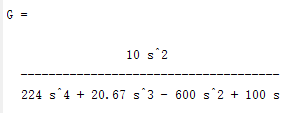 G =
10 s^2
---------------------------------------
224 s^4 + 20.67 s^3 - 600 s^2 + 100 s